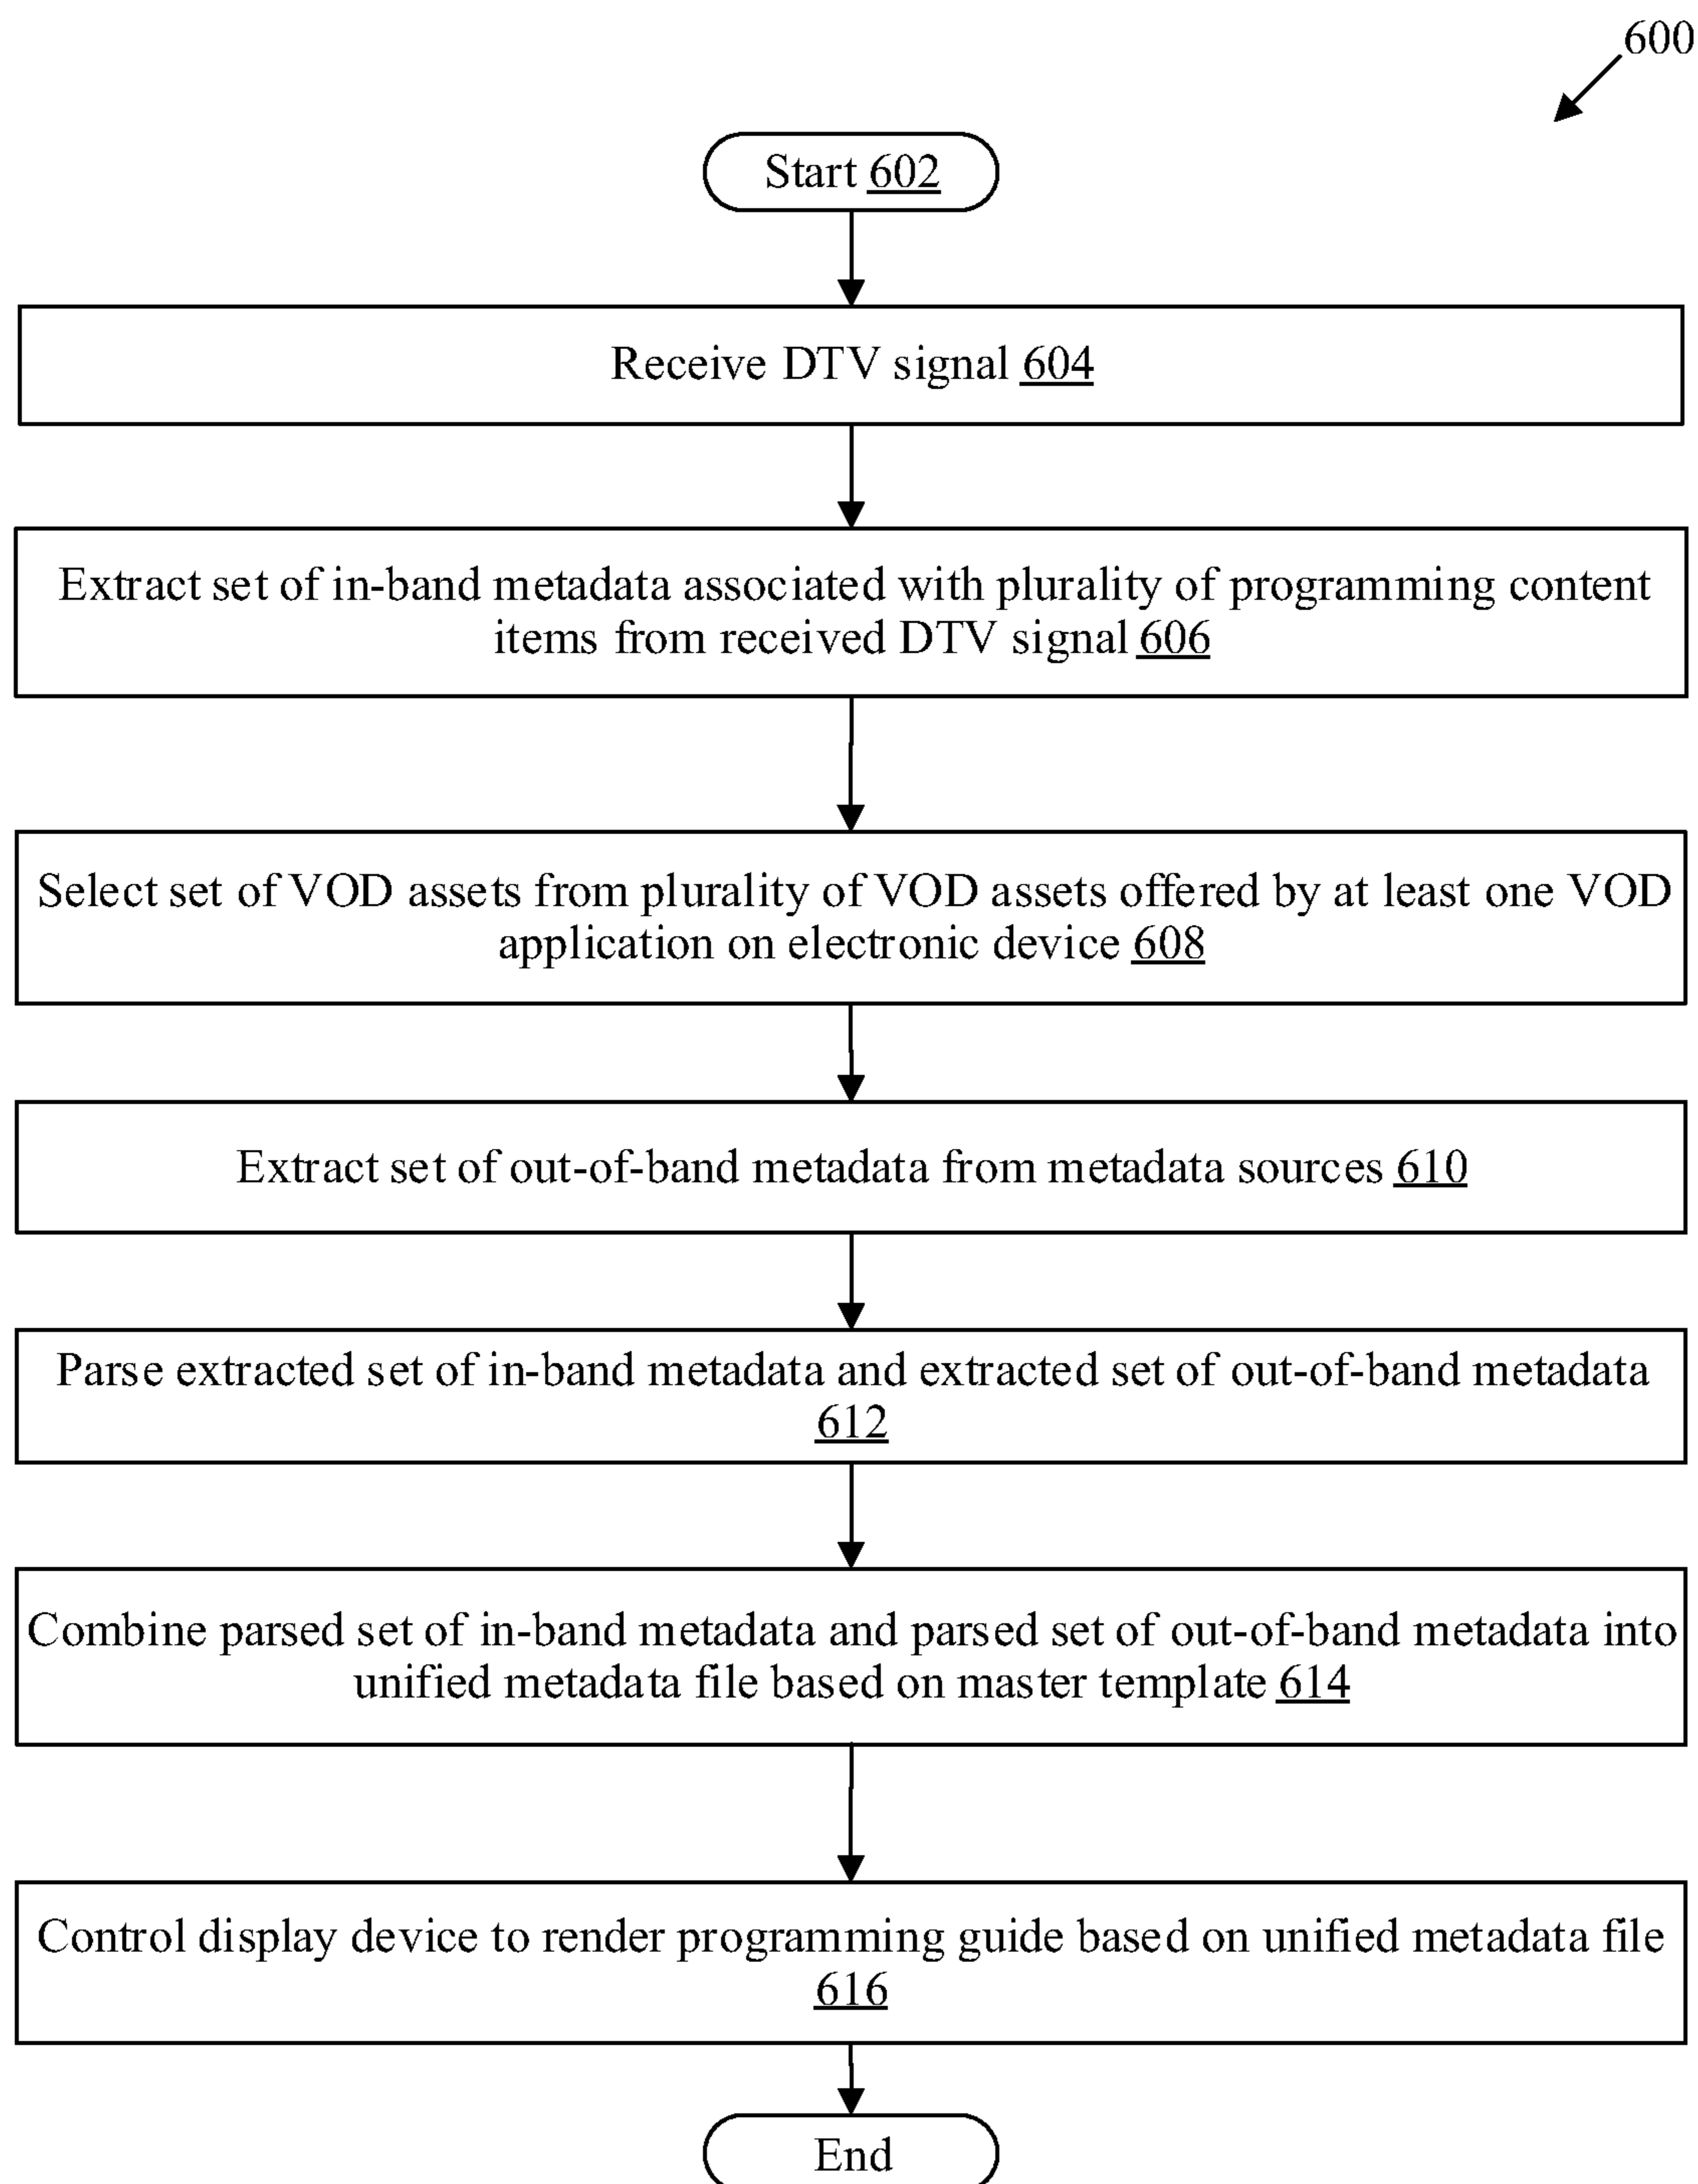 600
Start 602
Receive DTV signal 604
Extract set of in-band metadata associated with plurality of programming content
items from received DTV signal 606
Select set of VOD assets from plurality of VOD assets offered by at least one VOD
application on electronic device 608
Extract set of out-of-band metadata from metadata sources 610
Parse extracted set of in-band metadata and extracted set of out-of-band metadata
612
Combine parsed set of in-band metadata and parsed set of out-of-band metadata into
unified metadata file based on master template 614
Control display device to render programming guide based on unified metadata file
616
End